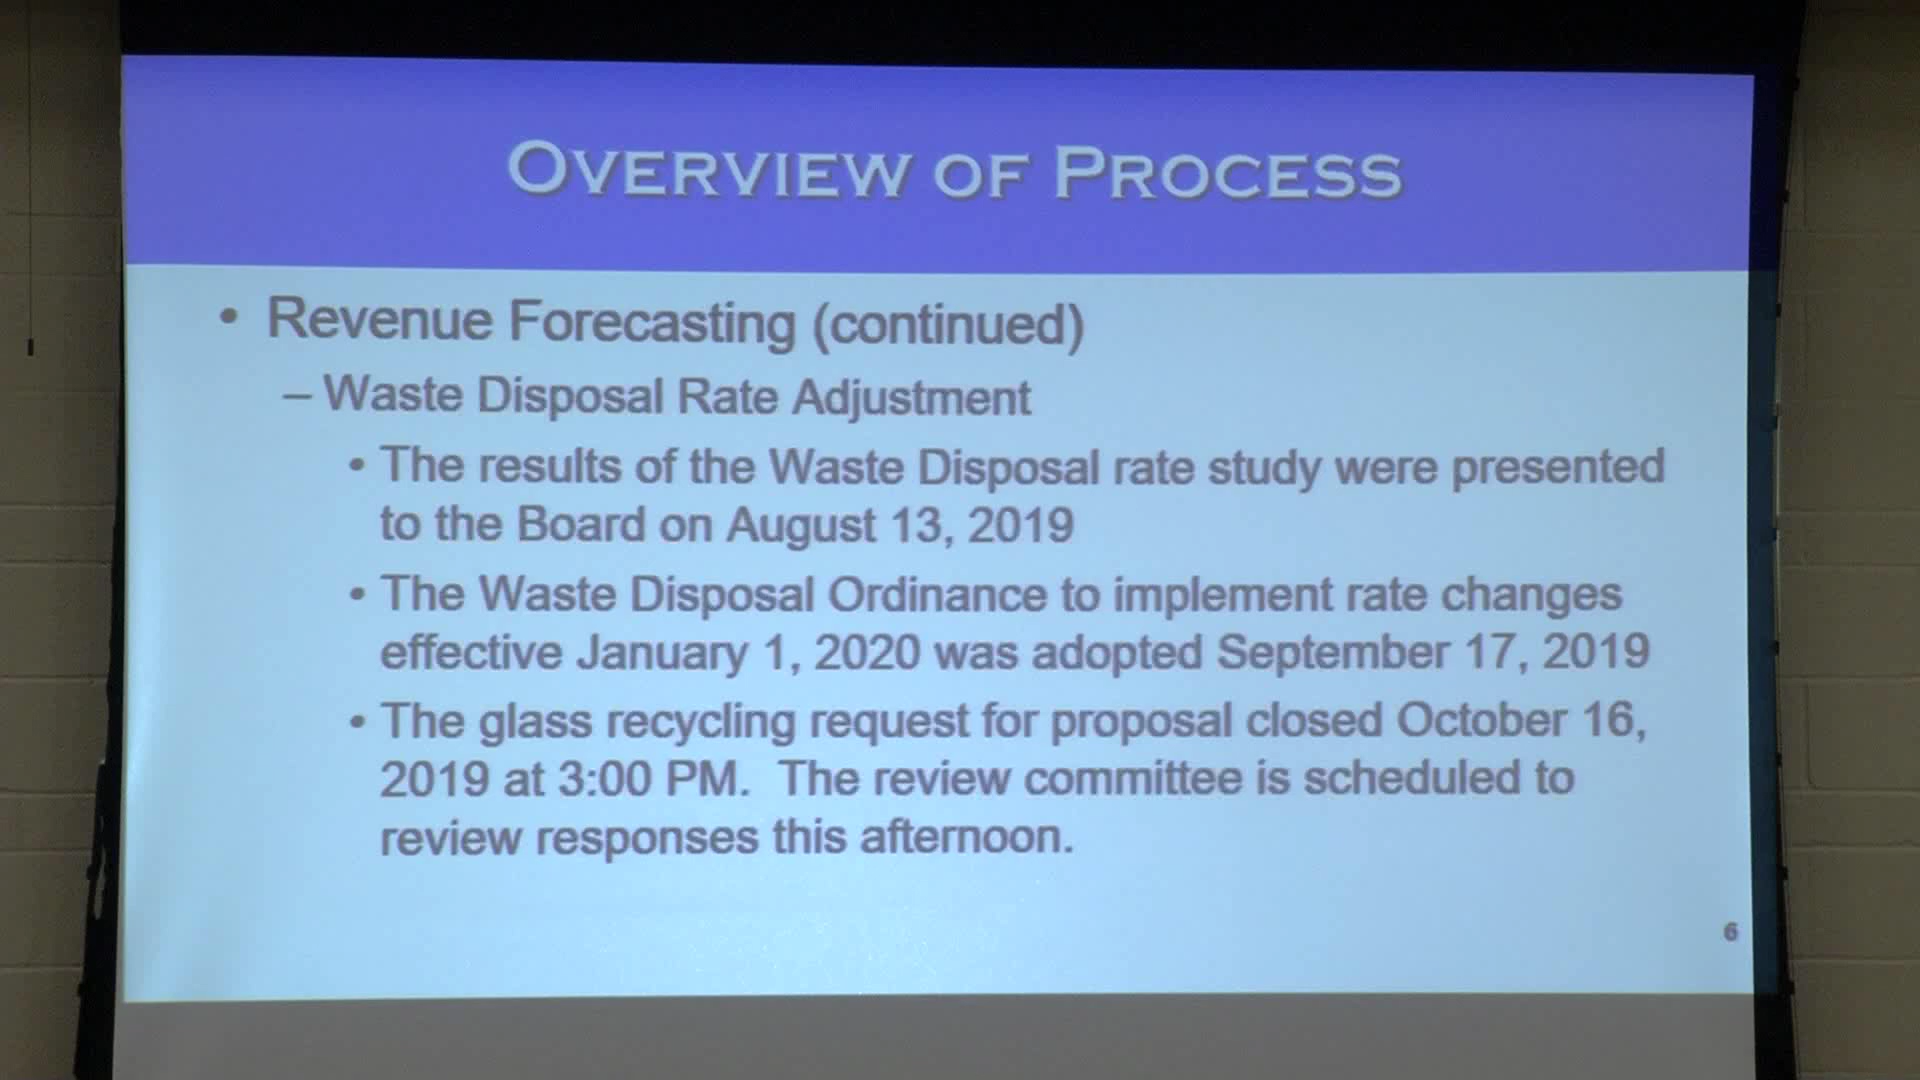 OVERVIEW OF PROCESS
• Revenue Forecasting (continued)
– Waste Disposal Rate Adjustment
• The results of the Waste Disposal rate study were presented
to the Board on August 13, 2019
• The Waste Disposal Ordinance to implement rate changes
effective January 1, 2020 was adopted September 17, 2019
• The glass recycling request for proposal closed October 16,
2019 at 3:00 PM.  The review committee is scheduled to
review responses this afternoon.
6